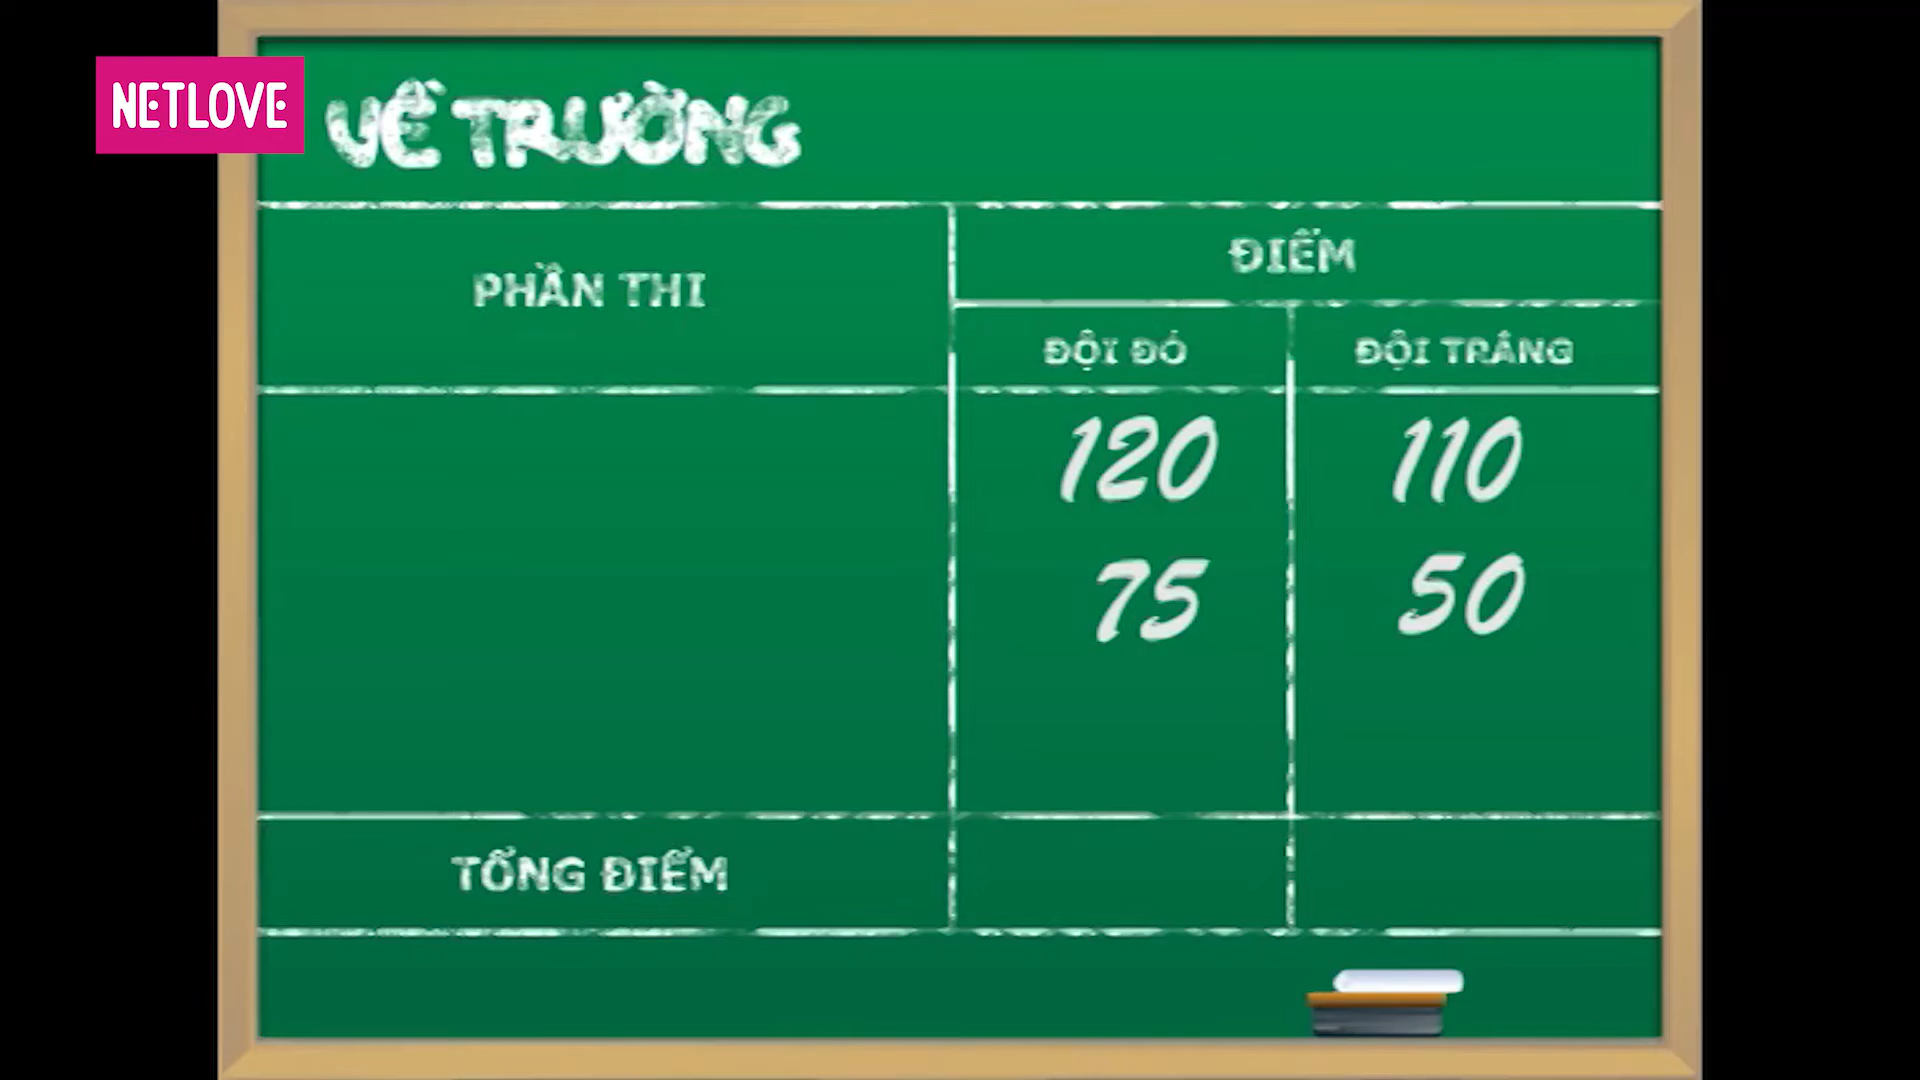 NETLOVE
VỀ TRƯỜNG
PHẦN THI
ĐIỂM
ĐỘI ĐỎ
ĐỘI TRẮNG
120
110
75
50
TỔNG ĐIỂM